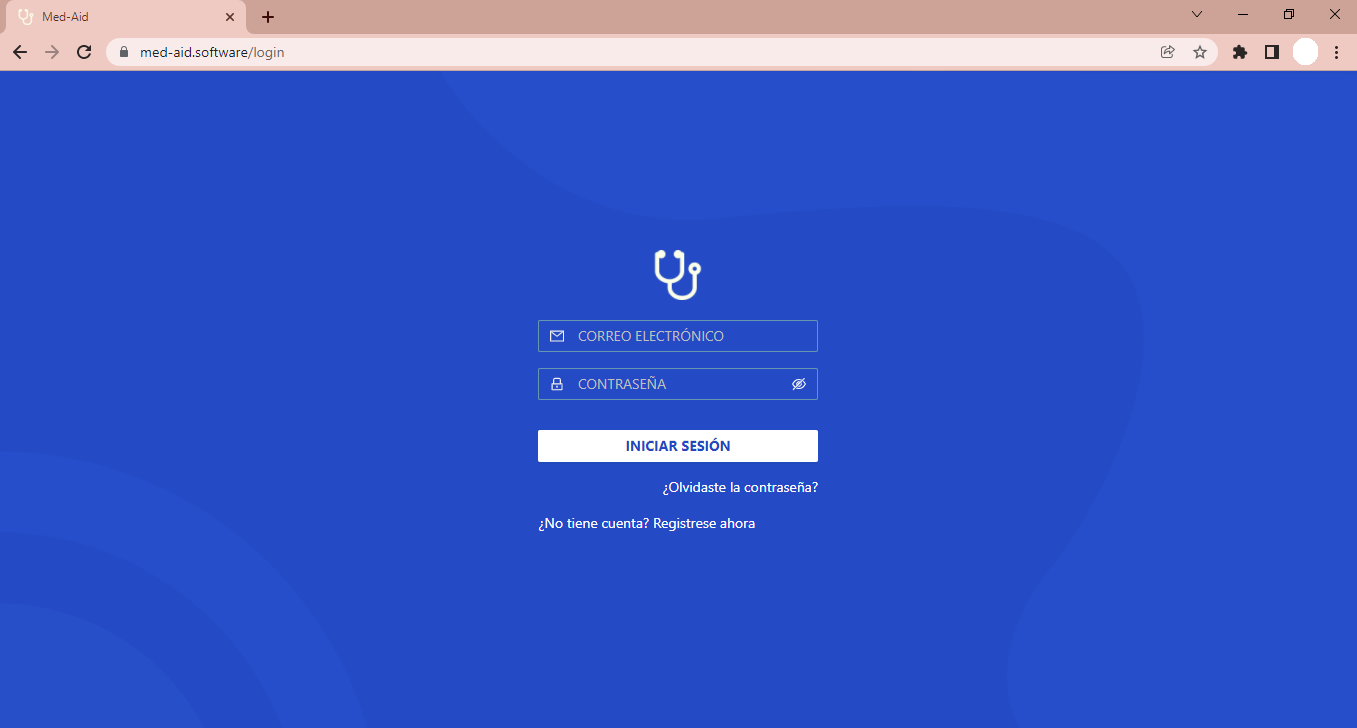 Med-Aid
med-aid.software/login
CORREO ELECTRÓNICO
CONTRASEÑA
INICIAR SESIÓN
¿Olvidaste la contraseña?
¿No tiene cuenta? Registrese ahora